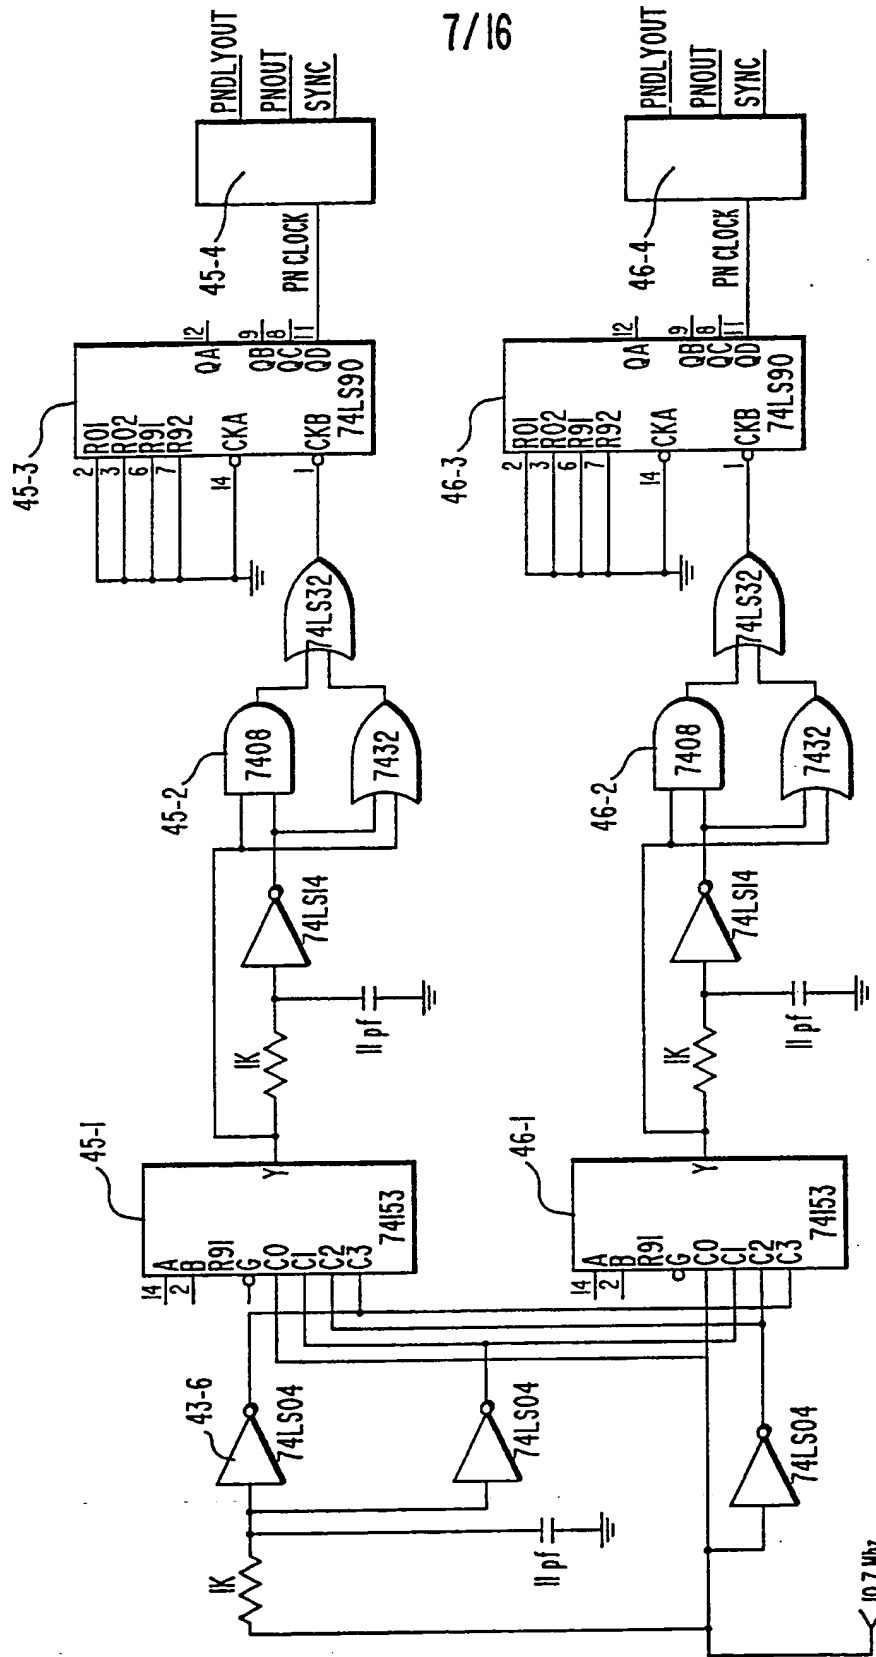 7/16
43-6
74LS04
1K
11 pf
74LS04
74LS04
10.7 Mhz
45-1
14 A
2 B
R91
G
C0
C1
C2
C3
Y
74153
1K
11 pf
74LS14
45-2
7408
7432
74LS32
45-3
2 R01
3 R02
6 R91
7 R92
14 CKA
1 CKB
QA 12
QB 9
QC 8
QD 11
74LS90
PN CLOCK
45-4
PNDLYOUT
PNOUT
SYNC
46-1
14 A
2 B
R91
G
C0
C1
C2
C3
Y
74153
1K
11 pf
74LS14
46-2
7408
7432
74LS32
46-3
2 R01
3 R02
6 R91
7 R92
14 CKA
1 CKB
QA 12
QB 9
QC 8
QD 11
74LS90
PN CLOCK
46-4
PNDLYOUT
PNOUT
SYNC